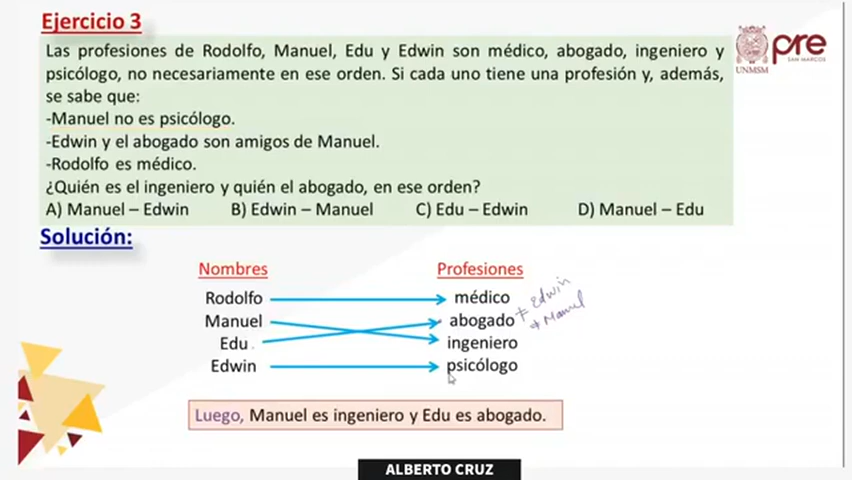 Ejercicio 3
Las profesiones de Rodolfo, Manuel, Edu y Edwin son médico, abogado, ingeniero y
psicólogo, no necesariamente en ese orden. Si cada uno tiene una profesión y, además,
se sabe que:
-Manuel no es psicólogo.
-Edwin y el abogado son amigos de Manuel.
-Rodolfo es médico.
¿Quién es el ingeniero y quién el abogado, en ese orden?
A) Manuel – Edwin B) Edwin – Manuel C) Edu – Edwin D) Manuel – Edu
UNMSM
pre
SAN MARCOS
Solución:
Nombres Profesiones
Rodolfo médico
Manuel abogado ≠ Edwin
≠ Manuel
Edu ingeniero
Edwin psicólogo
Luego, Manuel es ingeniero y Edu es abogado.
ALBERTO CRUZ